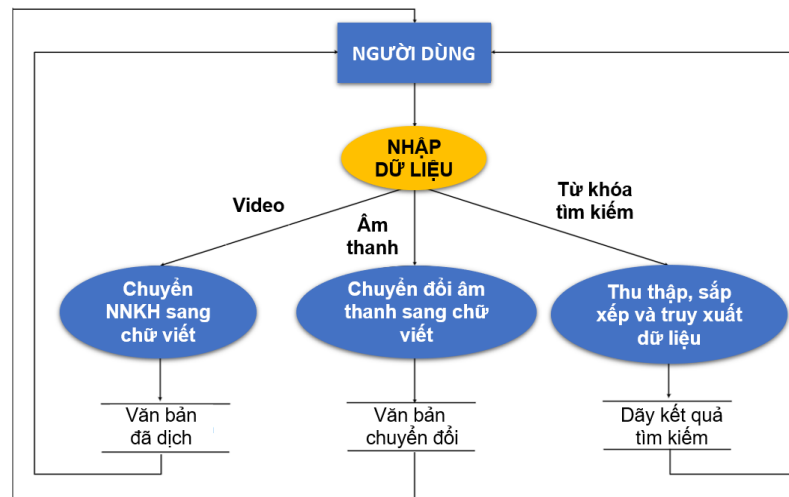 NGƯỜI DÙNG
NHẬP
DỮ LIỆU
Video
Âm
thanh
Từ khóa
tìm kiếm
Chuyển
NNKH sang
chữ viết
Chuyển đổi âm
thanh sang chữ
viết
Thu thập, sắp
xếp và truy xuất
dữ liệu
Văn bản
đã dịch
Văn bản
chuyển đổi
Dãy kết quả
tìm kiếm